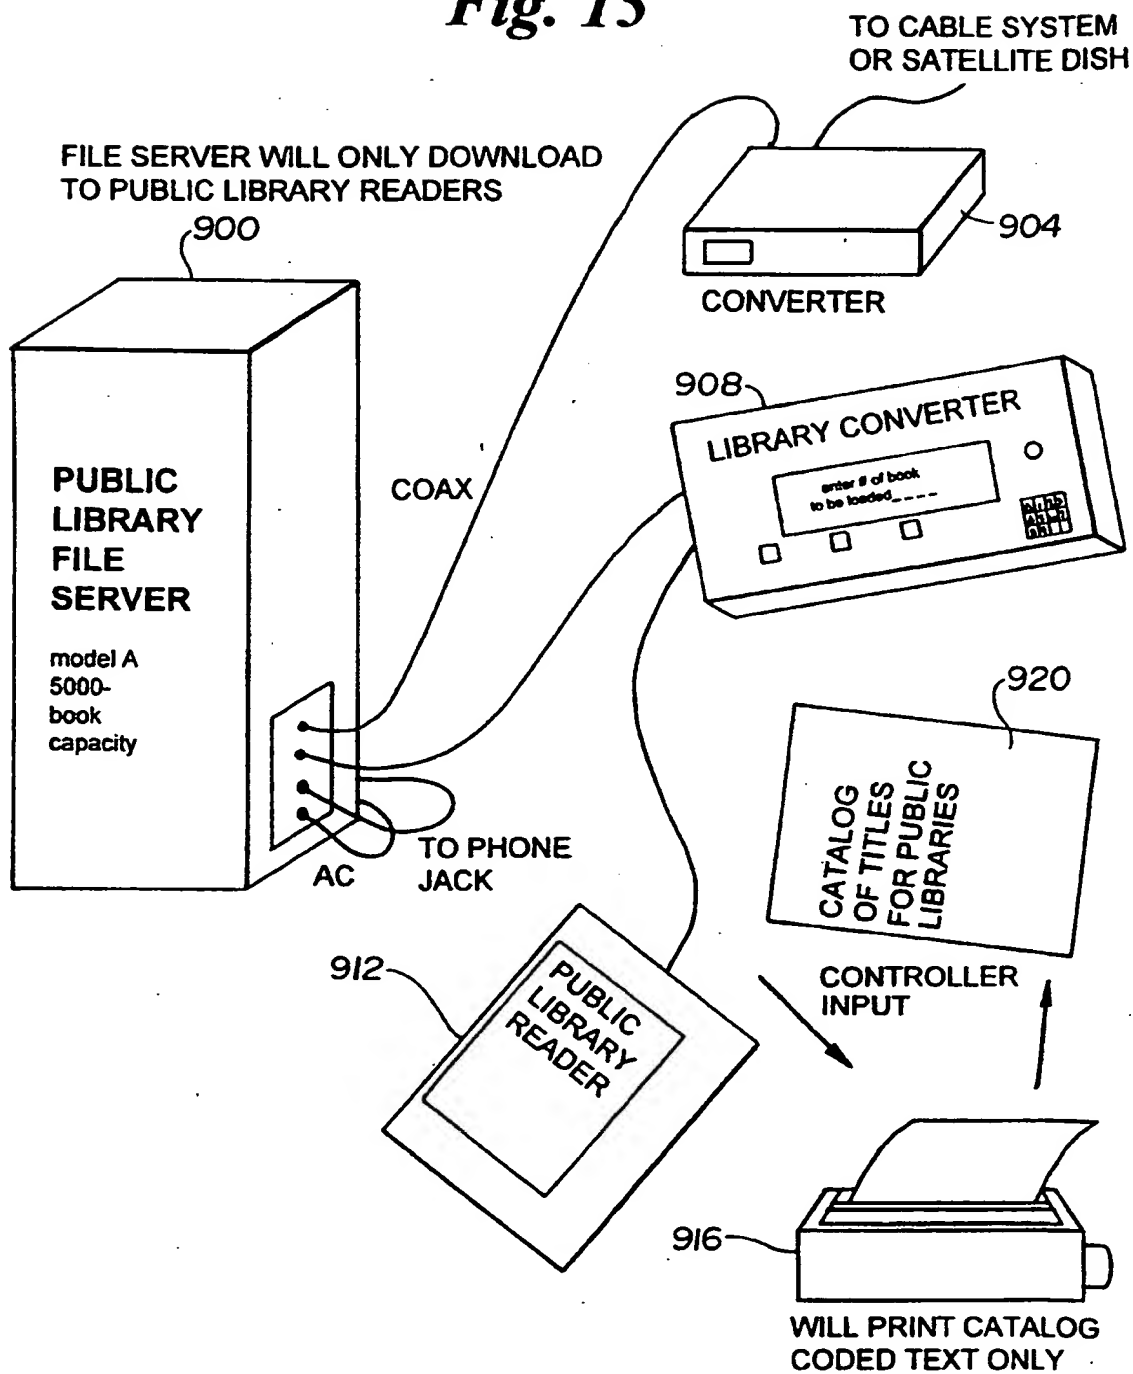 Fig. 15
TO CABLE SYSTEM
OR SATELLITE DISH
FILE SERVER WILL ONLY DOWNLOAD
TO PUBLIC LIBRARY READERS
900
904
CONVERTER
908
LIBRARY CONVERTER
enter # of book
to be loaded_ _ _ _
COAX
PUBLIC
LIBRARY
FILE
SERVER
model A
5000-
book
capacity
920
CATALOG
OF TITLES
FOR PUBLIC
LIBRARIES
AC
TO PHONE
JACK
912
PUBLIC
LIBRARY
READER
CONTROLLER
INPUT
916
WILL PRINT CATALOG
CODED TEXT ONLY